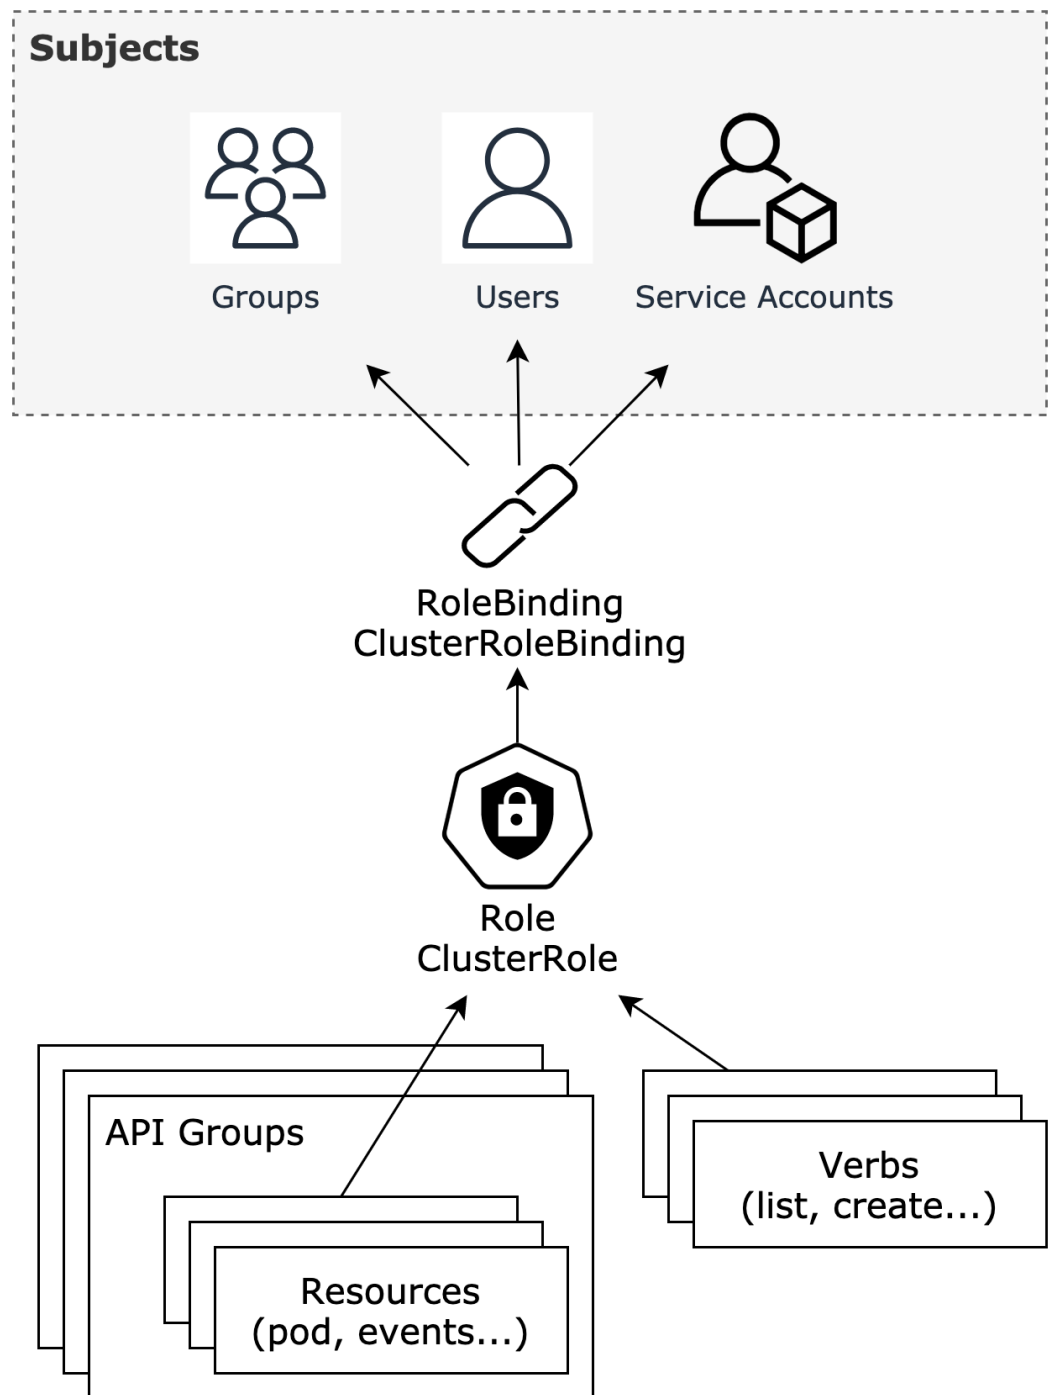 Subjects
Groups
Users
Service Accounts
RoleBinding
ClusterRoleBinding
Role
ClusterRole
API Groups
Verbs
(list, create...)
Resources
(pod, events...)